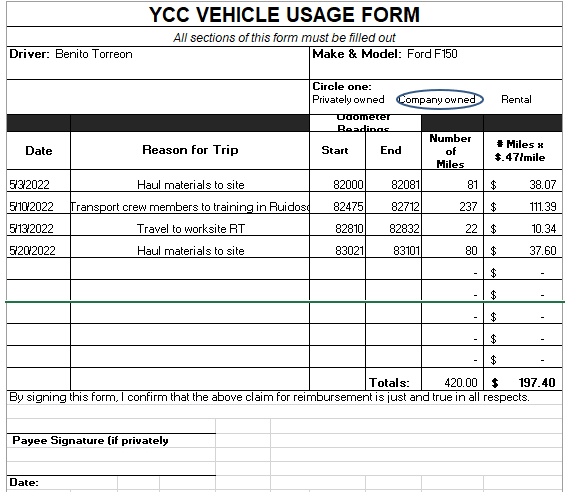 YCC VEHICLE USAGE FORM
All sections of this form must be filled out
Driver: Benito Torreon Make & Model: Ford F150
Circle one:
Privately owned Company owned Rental
Odometer Readings
Date Reason for Trip Start End Number of Miles # Miles x $.47/mile
5/3/2022 Haul materials to site 82000 82081 81 $ 38.07
5/10/2022 Transport crew members to training in Ruidoso 82475 82712 237 $ 111.39
5/13/2022 Travel to worksite RT 82810 82832 22 $ 10.34
5/20/2022 Haul materials to site 83021 83101 80 $ 37.60
- $ -
- $ -
- $ -
- $ -
- $ -
Totals: 420.00 $ 197.40
By signing this form, I confirm that the above claim for reimbursement is just and true in all respects.
Payee Signature (if privately
Date: